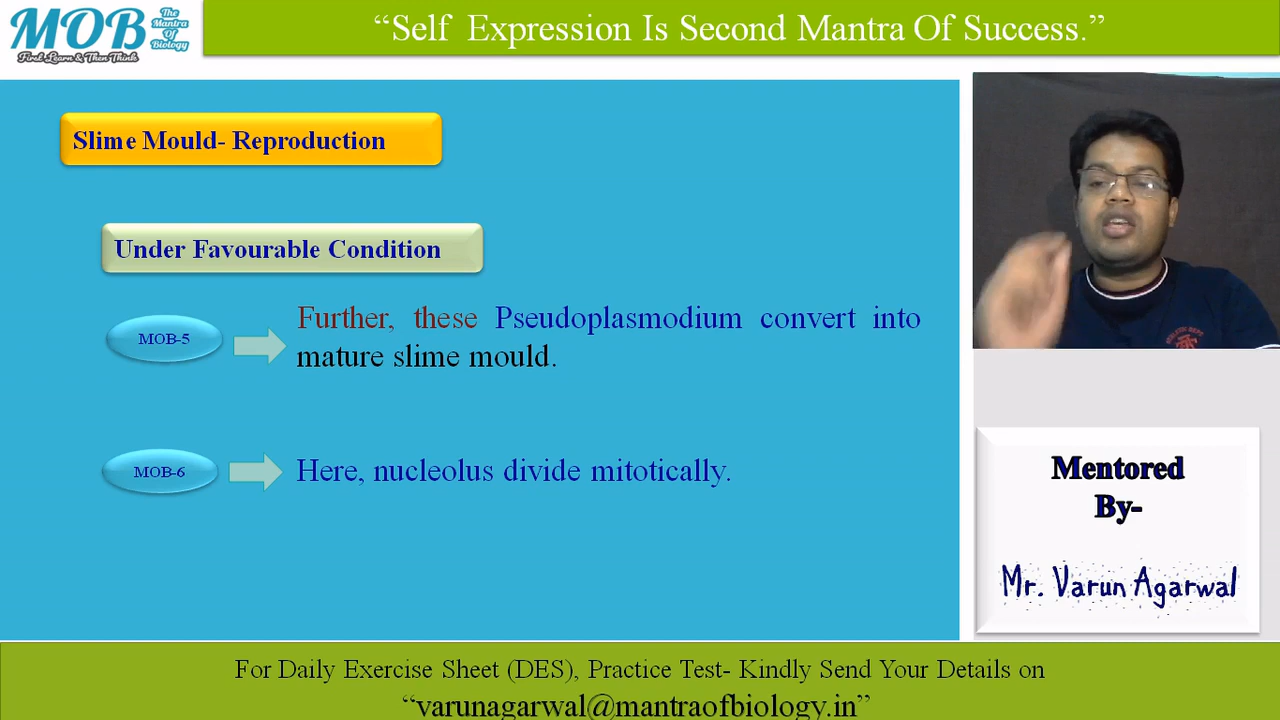 MOB The Mantra Of Biology
First Learn & Then Think
“Self Expression Is Second Mantra Of Success.”
Slime Mould- Reproduction
Under Favourable Condition
MOB-5
Further, these Pseudoplasmodium convert into
mature slime mould.
MOB-6
Here, nucleolus divide mitotically.
Mentored
By-
Mr. Varun Agarwal
For Daily Exercise Sheet (DES), Practice Test- Kindly Send Your Details on
“varunagarwal@mantraofbiology.in”